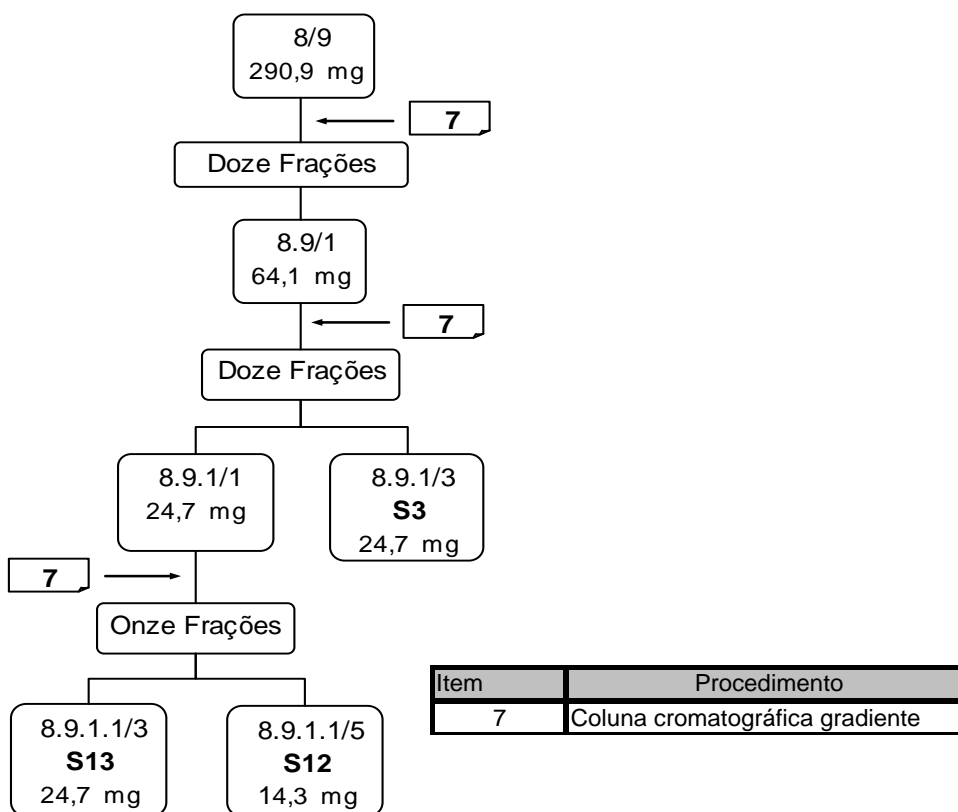 8/9
290,9 mg
7
Doze Frações
8.9/1
64,1 mg
7
Doze Frações
8.9.1/1
24,7 mg
8.9.1/3
S3
24,7 mg
7
Onze Frações
8.9.1.1/3
S13
24,7 mg
8.9.1.1/5
S12
14,3 mg
Item Procedimento
7 Coluna cromatográfica gradiente